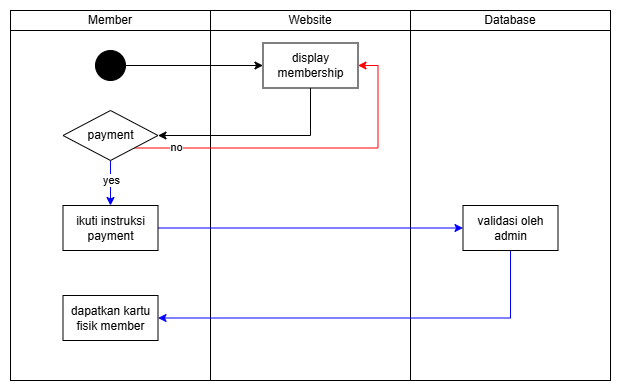 Member
Website
Database
display
membership
payment
no
yes
ikuti instruksi
payment
validasi oleh
admin
dapatkan kartu
fisik member